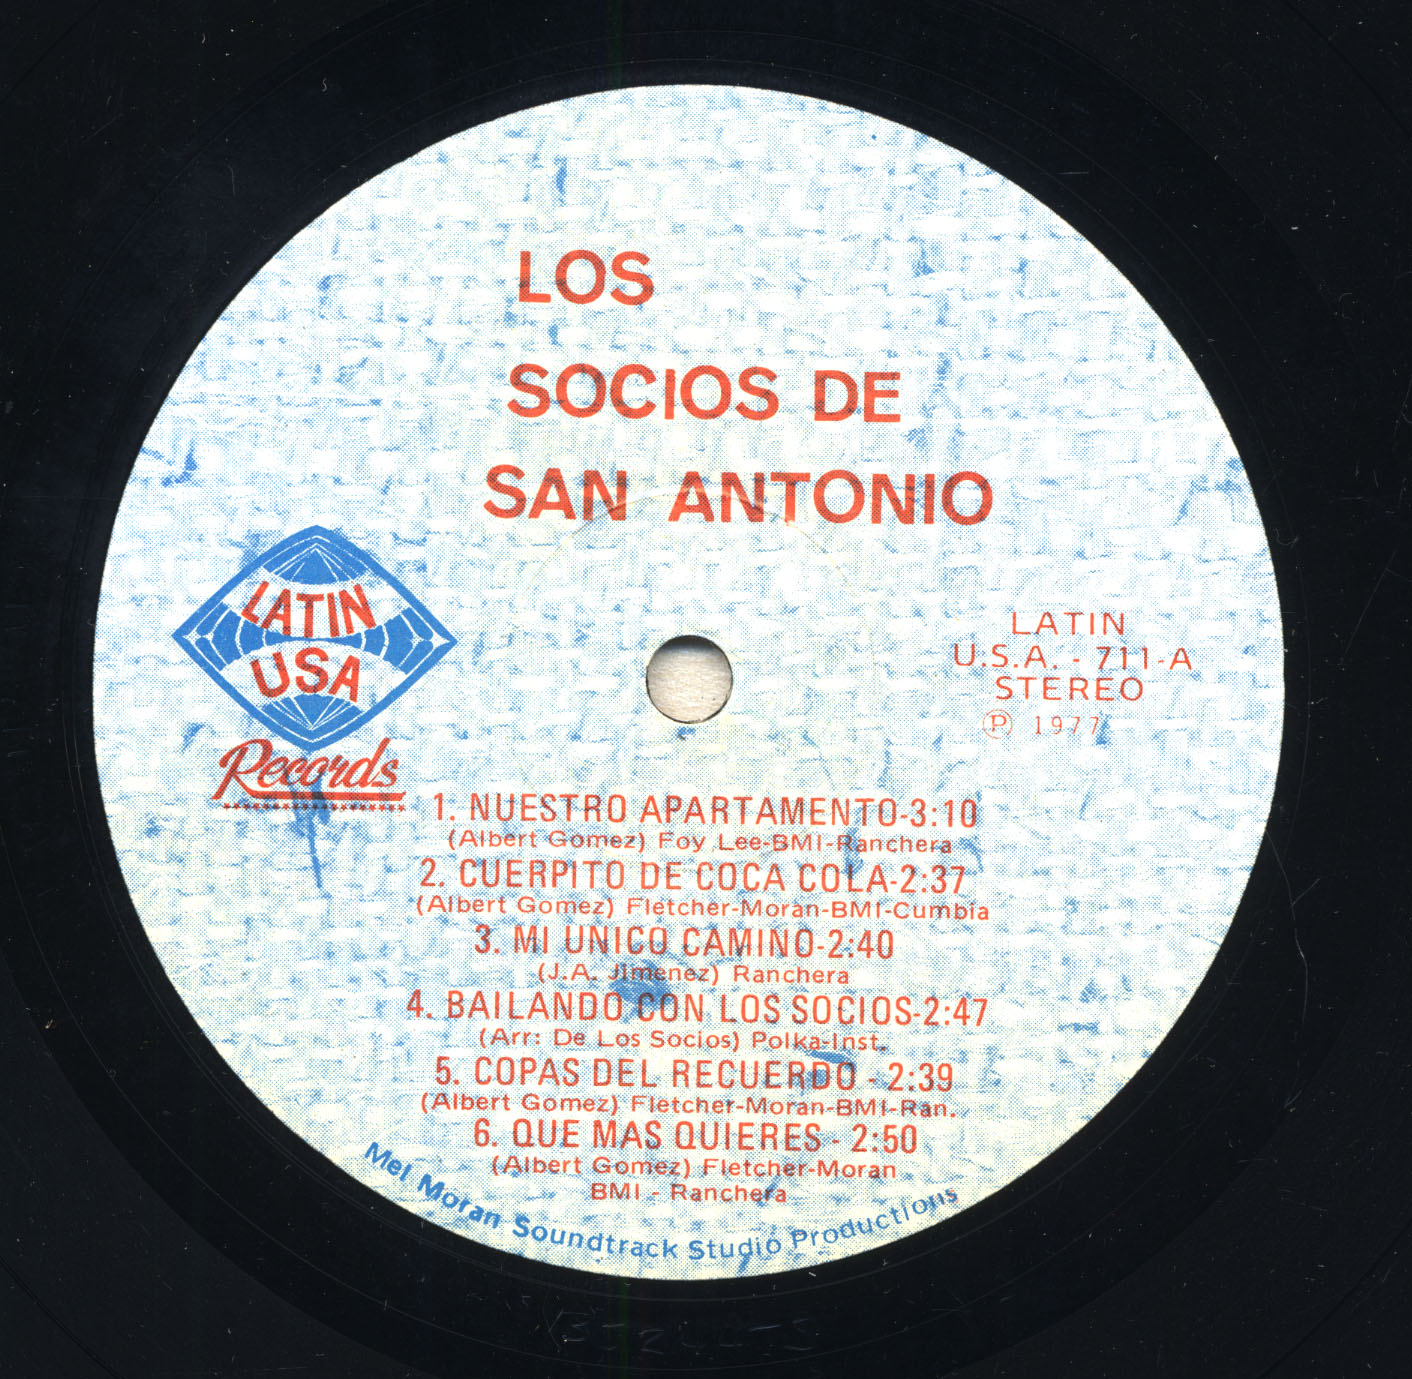 LOS
SOCIOS DE
SAN ANTONIO
LATIN
USA
Records
LATIN
U.S.A. - 711-A
STEREO
Ⓟ 1977
1. NUESTRO APARTAMENTO-3:10
(Albert Gomez) Foy Lee-BMI-Ranchera
2. CUERPITO DE COCA COLA-2:37
(Albert Gomez) Fletcher-Moran-BMI-Cumbia
3. MI UNICO CAMINO-2:40
(J.A. Jimenez) Ranchera
4. BAILANDO CON LOS SOCIOS-2:47
(Arr: De Los Socios) Polka-Inst.
5. COPAS DEL RECUERDO - 2:39
(Albert Gomez) Fletcher-Moran-BMI-Ran.
6. QUE MAS QUIERES - 2:50
(Albert Gomez) Fletcher-Moran
BMI - Ranchera
Mel Moran Soundtrack Studio Productions